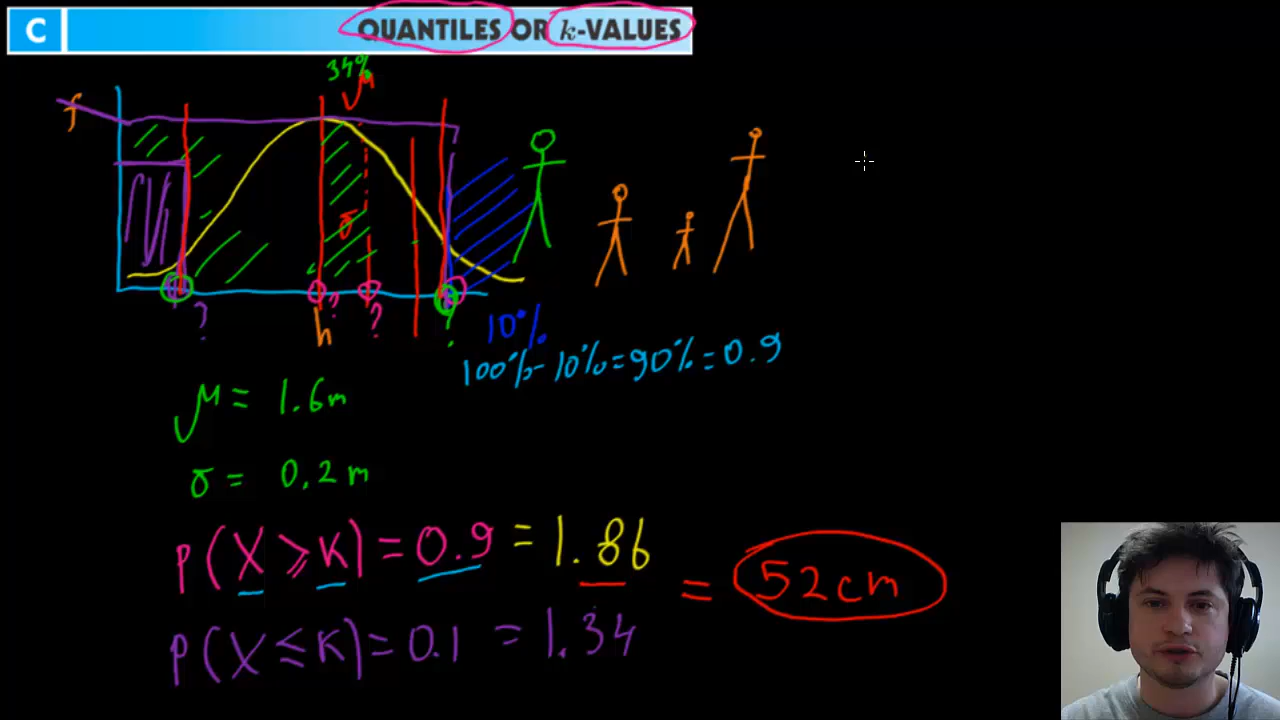 C QUANTILES OR k-VALUES
34%
f μ
σ
? ? ? ?
h 10%
100% - 10% = 90% = 0.9
μ = 1.6m
σ = 0.2m
P(X ≥ K) = 0.9 = 1.86
= 52cm
P(X ≤ K) = 0.1 = 1.34